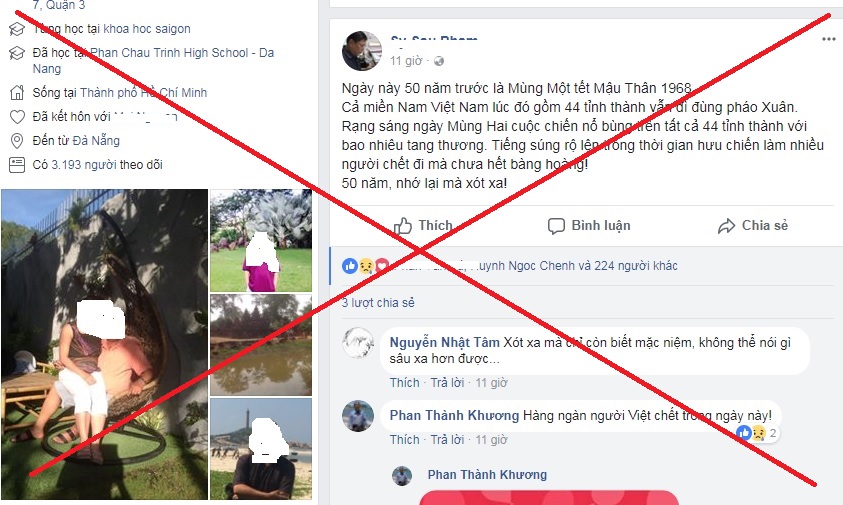 7, Quận 3
Từng học tại khoa hoc saigon
Đã học tại Phan Chau Trinh High School - Da
Nang
Sống tại Thành phố Hồ Chí Minh
Đã kết hôn với
Đến từ Đà Nẵng
Có 3.193 người theo dõi
11 giờ
Ngày này 50 năm trước là Mùng Một tết Mậu Thân 1968.
Cả miền Nam Việt Nam lúc đó gồm 44 tỉnh thành vẫn đì đùng pháo Xuân.
Rạng sáng ngày Mùng Hai cuộc chiến nổ bùng trên tất cả 44 tỉnh thành với
bao nhiêu tang thương. Tiếng súng rộ lên trong thời gian hưu chiến làm nhiều
người chết đi mà chưa hết bàng hoàng!
50 năm, nhớ lại mà xót xa!
Thích Bình luận Chia sẻ
Huỳnh Ngoc Chenh và 224 người khác
3 lượt chia sẻ
Nguyễn Nhật Tâm Xót xa mà chỉ còn biết mặc niệm, không thể nói gì
sâu xa hơn được...
Thích · Trả lời · 11 giờ
Phan Thành Khương Hàng ngàn người Việt chết trong ngày này!
2
Thích · Trả lời · 11 giờ
Phan Thành Khương